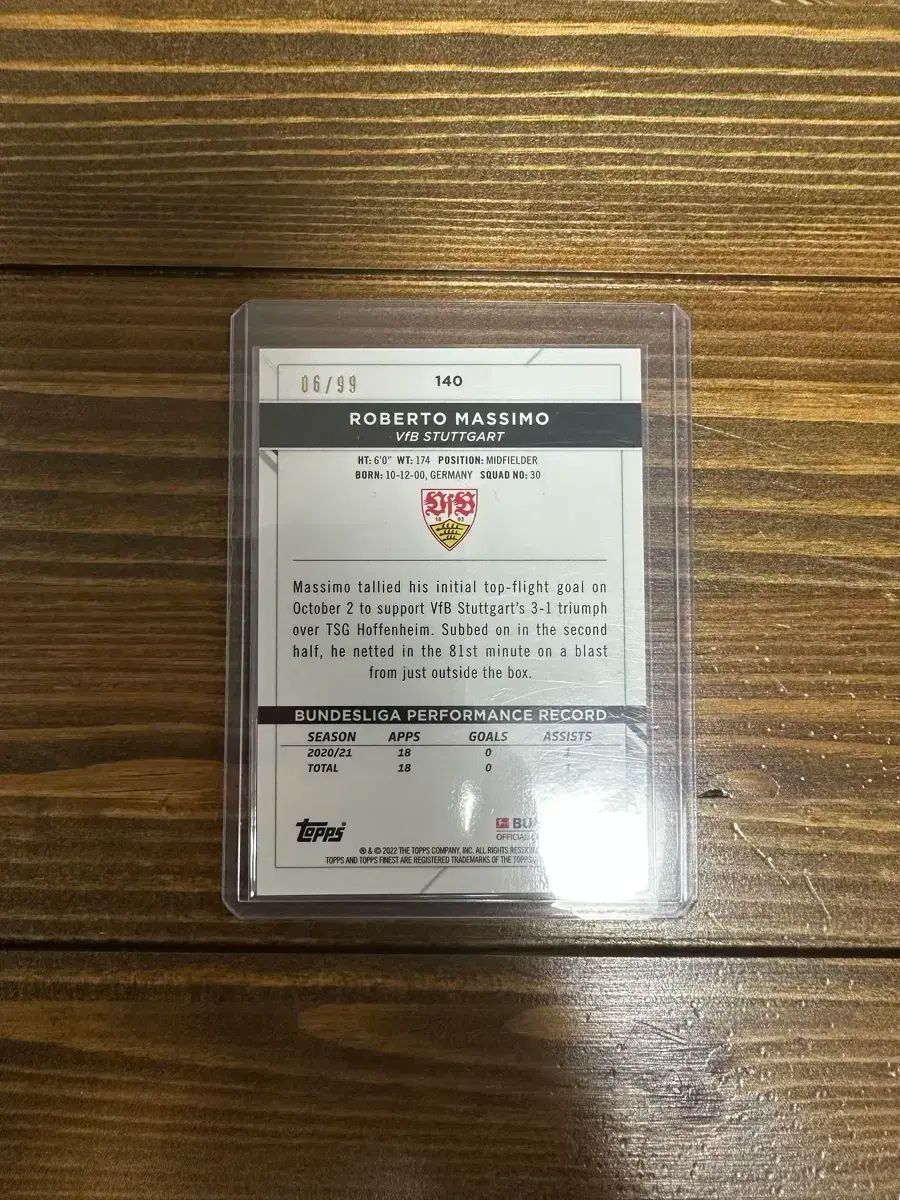 06/99
140
ROBERTO MASSIMO
VfB STUTTGART
HT: 6'0" WT: 174 POSITION: MIDFIELDER
BORN: 10-12-00, GERMANY SQUAD NO: 30
VfB
18 93
Massimo tallied his initial top-flight goal on
October 2 to support VfB Stuttgart's 3-1 triumph
over TSG Hoffenheim. Subbed on in the second
half, he netted in the 81st minute on a blast
from just outside the box.
BUNDESLIGA PERFORMANCE RECORD
SEASON APPS GOALS ASSISTS
2020/21 18 0 1
TOTAL 18 0 1
topps
® & © 2022 THE TOPPS COMPANY, INC. ALL RIGHTS
TOPPS AND TOPPS FINEST ARE REGISTERED TRADEMARKS OF THE TOPPS